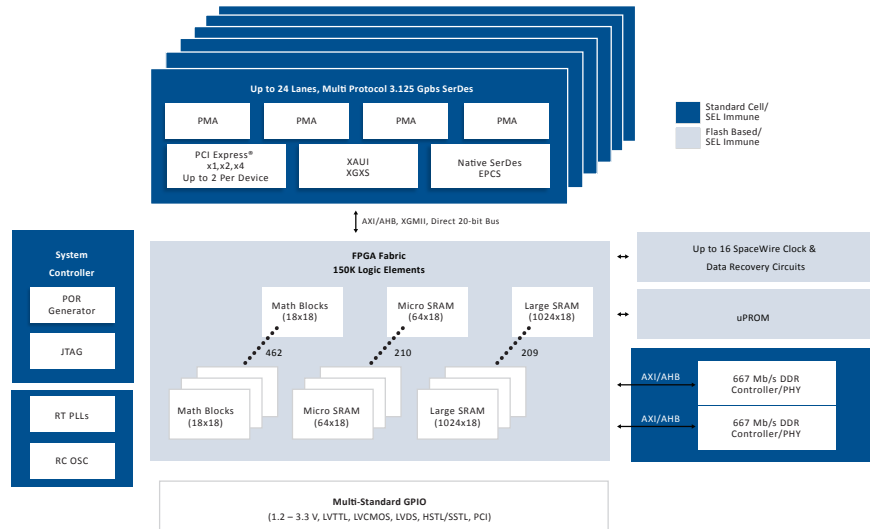 Up to 24 Lanes, Multi Protocol 3.125 Gpbs SerDes
PMA
PMA
PMA
PMA
PCI Express®
x1,x2,x4
Up to 2 Per Device
XAUI
XGXS
Native SerDes
EPCS
Standard Cell/
SEL Immune
Flash Based/
SEL Immune
AXI/AHB, XGMII, Direct 20-bit Bus
System
Controller
POR
Generator
JTAG
RT PLLs
RC OSC
FPGA Fabric
150K Logic Elements
Math Blocks
(18x18)
Micro SRAM
(64x18)
Large SRAM
(1024x18)
462
210
209
Math Blocks
(18x18)
Micro SRAM
(64x18)
Large SRAM
(1024x18)
Up to 16 SpaceWire Clock &
Data Recovery Circuits
uPROM
AXI/AHB
667 Mb/s DDR
Controller/PHY
AXI/AHB
667 Mb/s DDR
Controller/PHY
Multi-Standard GPIO
(1.2 – 3.3 V, LVTTL, LVCMOS, LVDS, HSTL/SSTL, PCI)